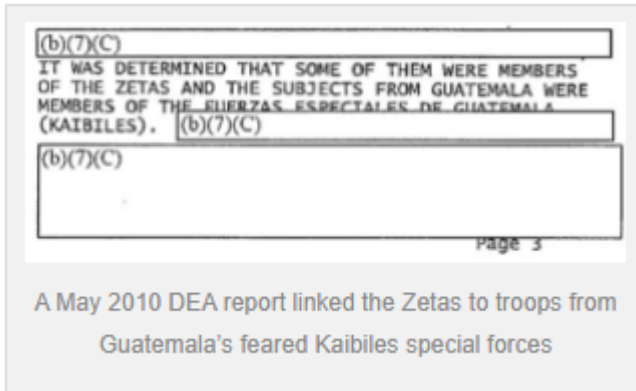 (b)(7)(C)
IT WAS DETERMINED THAT SOME OF THEM WERE MEMBERS
OF THE ZETAS AND THE SUBJECTS FROM GUATEMALA WERE
MEMBERS OF THE FUERZAS ESPECIALES DE GUATEMALA
(KAIBILES). (b)(7)(C)
(b)(7)(C)
Page 3
A May 2010 DEA report linked the Zetas to troops from
Guatemala's feared Kaibiles special forces